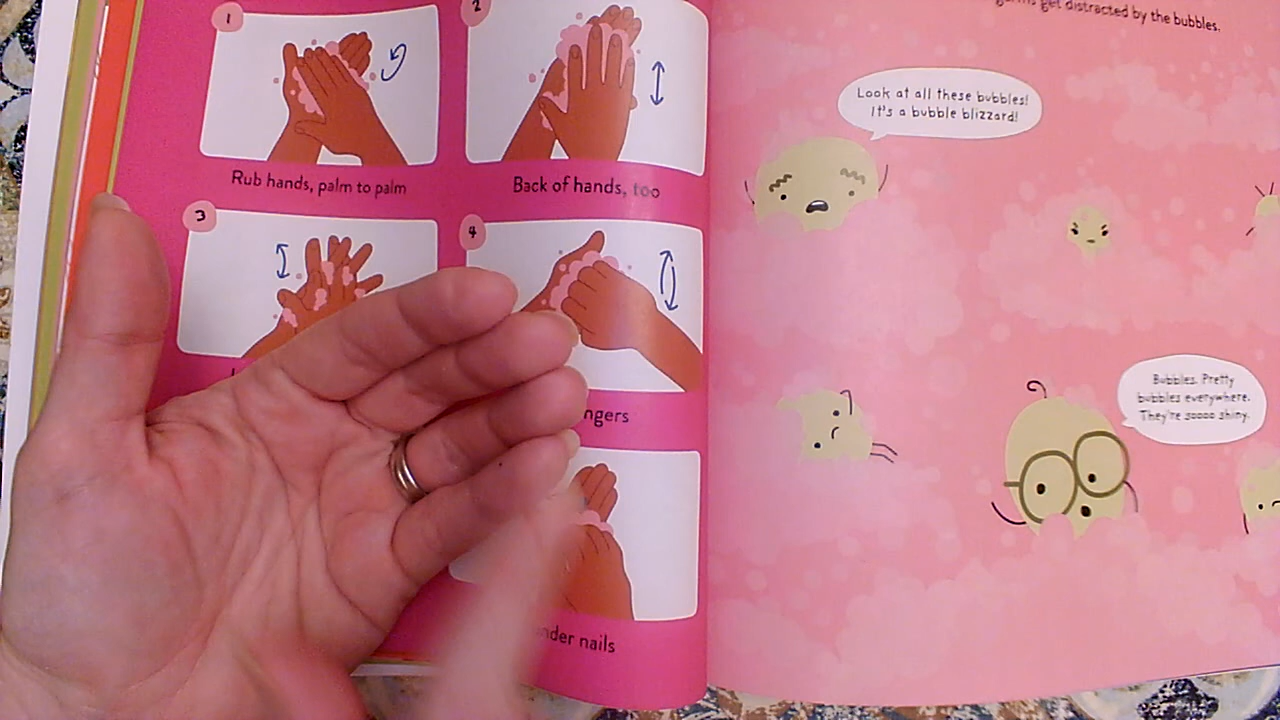 1
Rub hands, palm to palm
2
Back of hands, too
3
4
ngers
nder nails
get distracted by the bubbles.
Look at all these bubbles!
It's a bubble blizzard!
Bubbles. Pretty
bubbles everywhere.
They're soooo shiny.